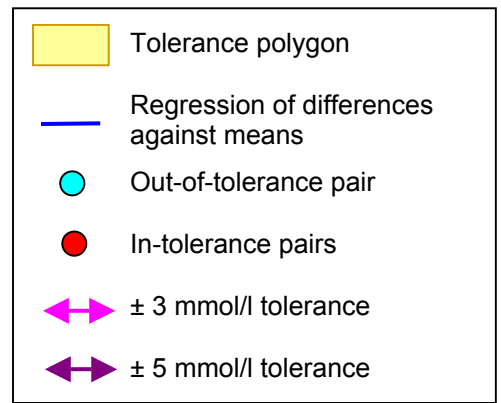 Tolerance polygon
Regression of differences
against means
Out-of-tolerance pair
In-tolerance pairs
± 3 mmol/l tolerance
± 5 mmol/l tolerance